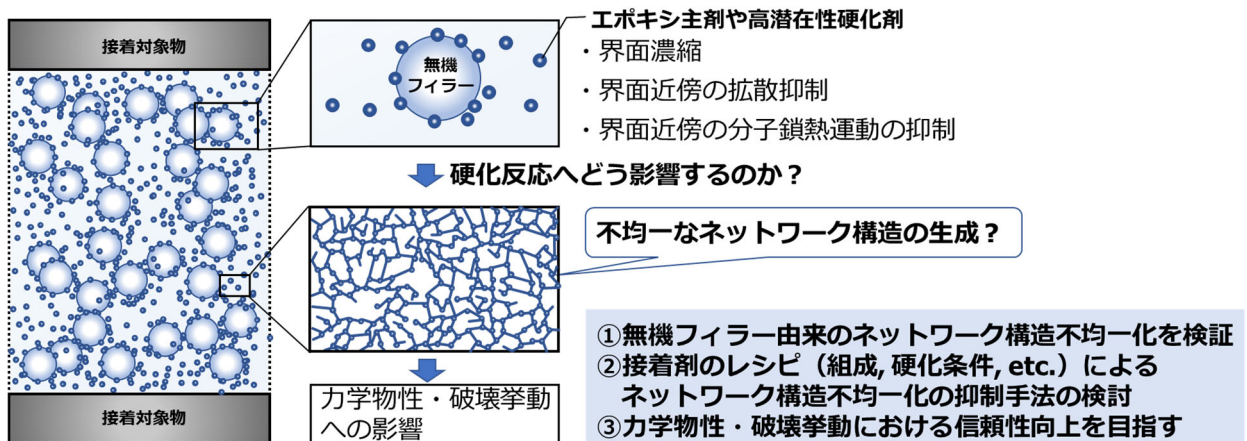 接着対象物
無機
フィラー
エポキシ主剤や高潜在性硬化剤
・界面濃縮
・界面近傍の拡散抑制
・界面近傍の分子鎖熱運動の抑制
硬化反応へどう影響するのか？
不均一なネットワーク構造の生成？
力学物性・破壊挙動
への影響
接着対象物
①無機フィラー由来のネットワーク構造不均一化を検証
②接着剤のレシピ（組成, 硬化条件, etc.）による
ネットワーク構造不均一化の抑制手法の検討
③力学物性・破壊挙動における信頼性向上を目指す